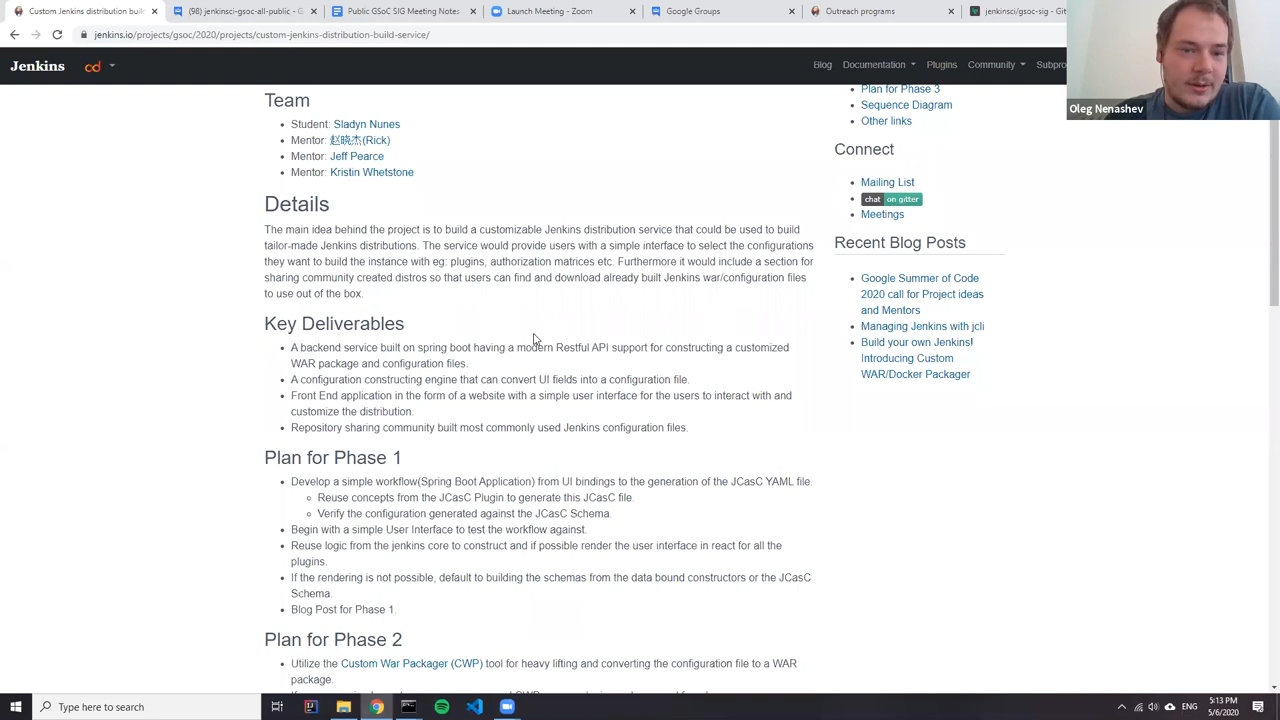 Custom Jenkins distribution buil
(98) jenkinsci-gsoc-all-public - G
Public GSoC SIG Meeting Notes
Launch Meeting - Zoom
Google Groups
Outreach programs
jenkinsci/gsoc-sig - Git
jenkins.io/projects/gsoc/2020/projects/custom-jenkins-distribution-build-service/
Jenkins
cd
Blog
Documentation
Plugins
Community
Subpro
Oleg Nenashev
Team
Student: Sladyn Nunes
Mentor: 赵晓杰(Rick)
Mentor: Jeff Pearce
Mentor: Kristin Whetstone
Details
The main idea behind the project is to build a customizable Jenkins distribution service that could be used to build
tailor-made Jenkins distributions. The service would provide users with a simple interface to select the configurations
they want to build the instance with eg: plugins, authorization matrices etc. Furthermore it would include a section for
sharing community created distros so that users can find and download already built Jenkins war/configuration files
to use out of the box.
Key Deliverables
A backend service built on spring boot having a modern Restful API support for constructing a customized
WAR package and configuration files.
A configuration constructing engine that can convert UI fields into a configuration file.
Front End application in the form of a website with a simple user interface for the users to interact with and
customize the distribution.
Repository sharing community built most commonly used Jenkins configuration files.
Plan for Phase 1
Develop a simple workflow(Spring Boot Application) from UI bindings to the generation of the JCasC YAML file.
Reuse concepts from the JCasC Plugin to generate this JCasC file.
Verify the configuration generated against the JCasC Schema.
Begin with a simple User Interface to test the workflow against.
Reuse logic from the jenkins core to construct and if possible render the user interface in react for all the
plugins.
If the rendering is not possible, default to building the schemas from the data bound constructors or the JCasC
Schema.
Blog Post for Phase 1.
Plan for Phase 2
Utilize the Custom War Packager (CWP) tool for heavy lifting and converting the configuration file to a WAR
package.
Plan for Phase 3
Sequence Diagram
Other links
Connect
Mailing List
chat on gitter
Meetings
Recent Blog Posts
Google Summer of Code
2020 call for Project ideas
and Mentors
Managing Jenkins with jcli
Build your own Jenkins!
Introducing Custom
WAR/Docker Packager
Type here to search
ENG
5:13 PM
5/6/2020